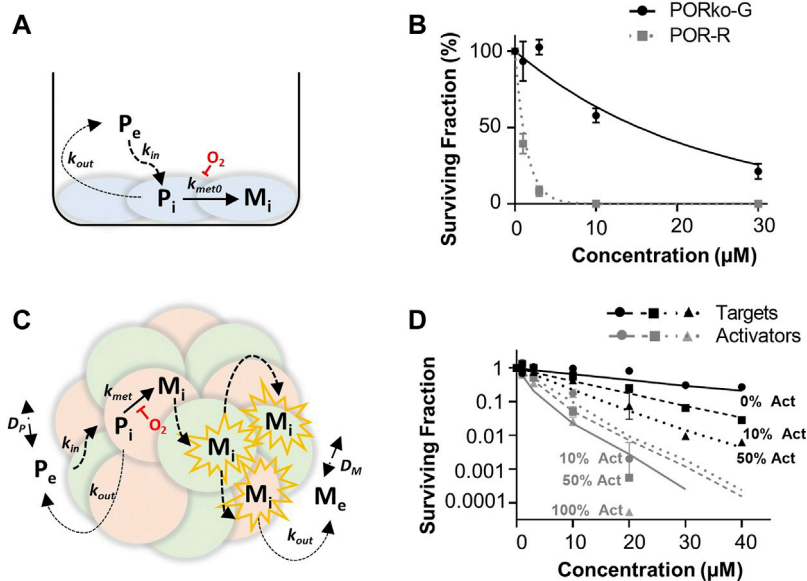 A
P_e
k_in
O_2
k_out
k_met0
P_i
M_i
B
PORko-G
POR-R
Surviving Fraction (%)
100
50
0
0
10
20
30
Concentration (µM)
C
k_met
M_i
D_P
k_in
P_i
O_2
M_i
M_i
P_e
k_out
M_i
D_M
M_e
k_out
D
Targets
Activators
Surviving Fraction
1
0.1
0.01
0.001
0.0001
0% Act
10% Act
50% Act
10% Act
50% Act
100% Act
0
10
20
30
40
Concentration (µM)